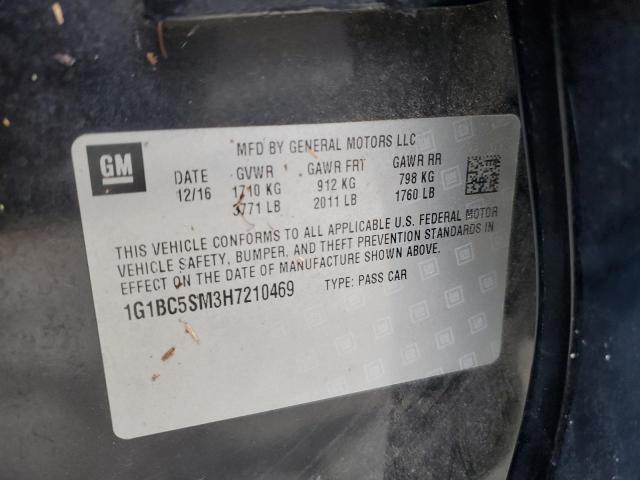 GM
MFD BY GENERAL MOTORS LLC
DATE GVWR GAWR FRT GAWR RR
12/16 1710 KG 912 KG 798 KG
3771 LB 2011 LB 1760 LB
THIS VEHICLE CONFORMS TO ALL APPLICABLE U.S. FEDERAL MOTOR
VEHICLE SAFETY, BUMPER, AND THEFT PREVENTION STANDARDS IN
EFFECT ON THE DATE OF MANUFACTURE SHOWN ABOVE.
1G1BC5SM3H7210469 TYPE: PASS CAR